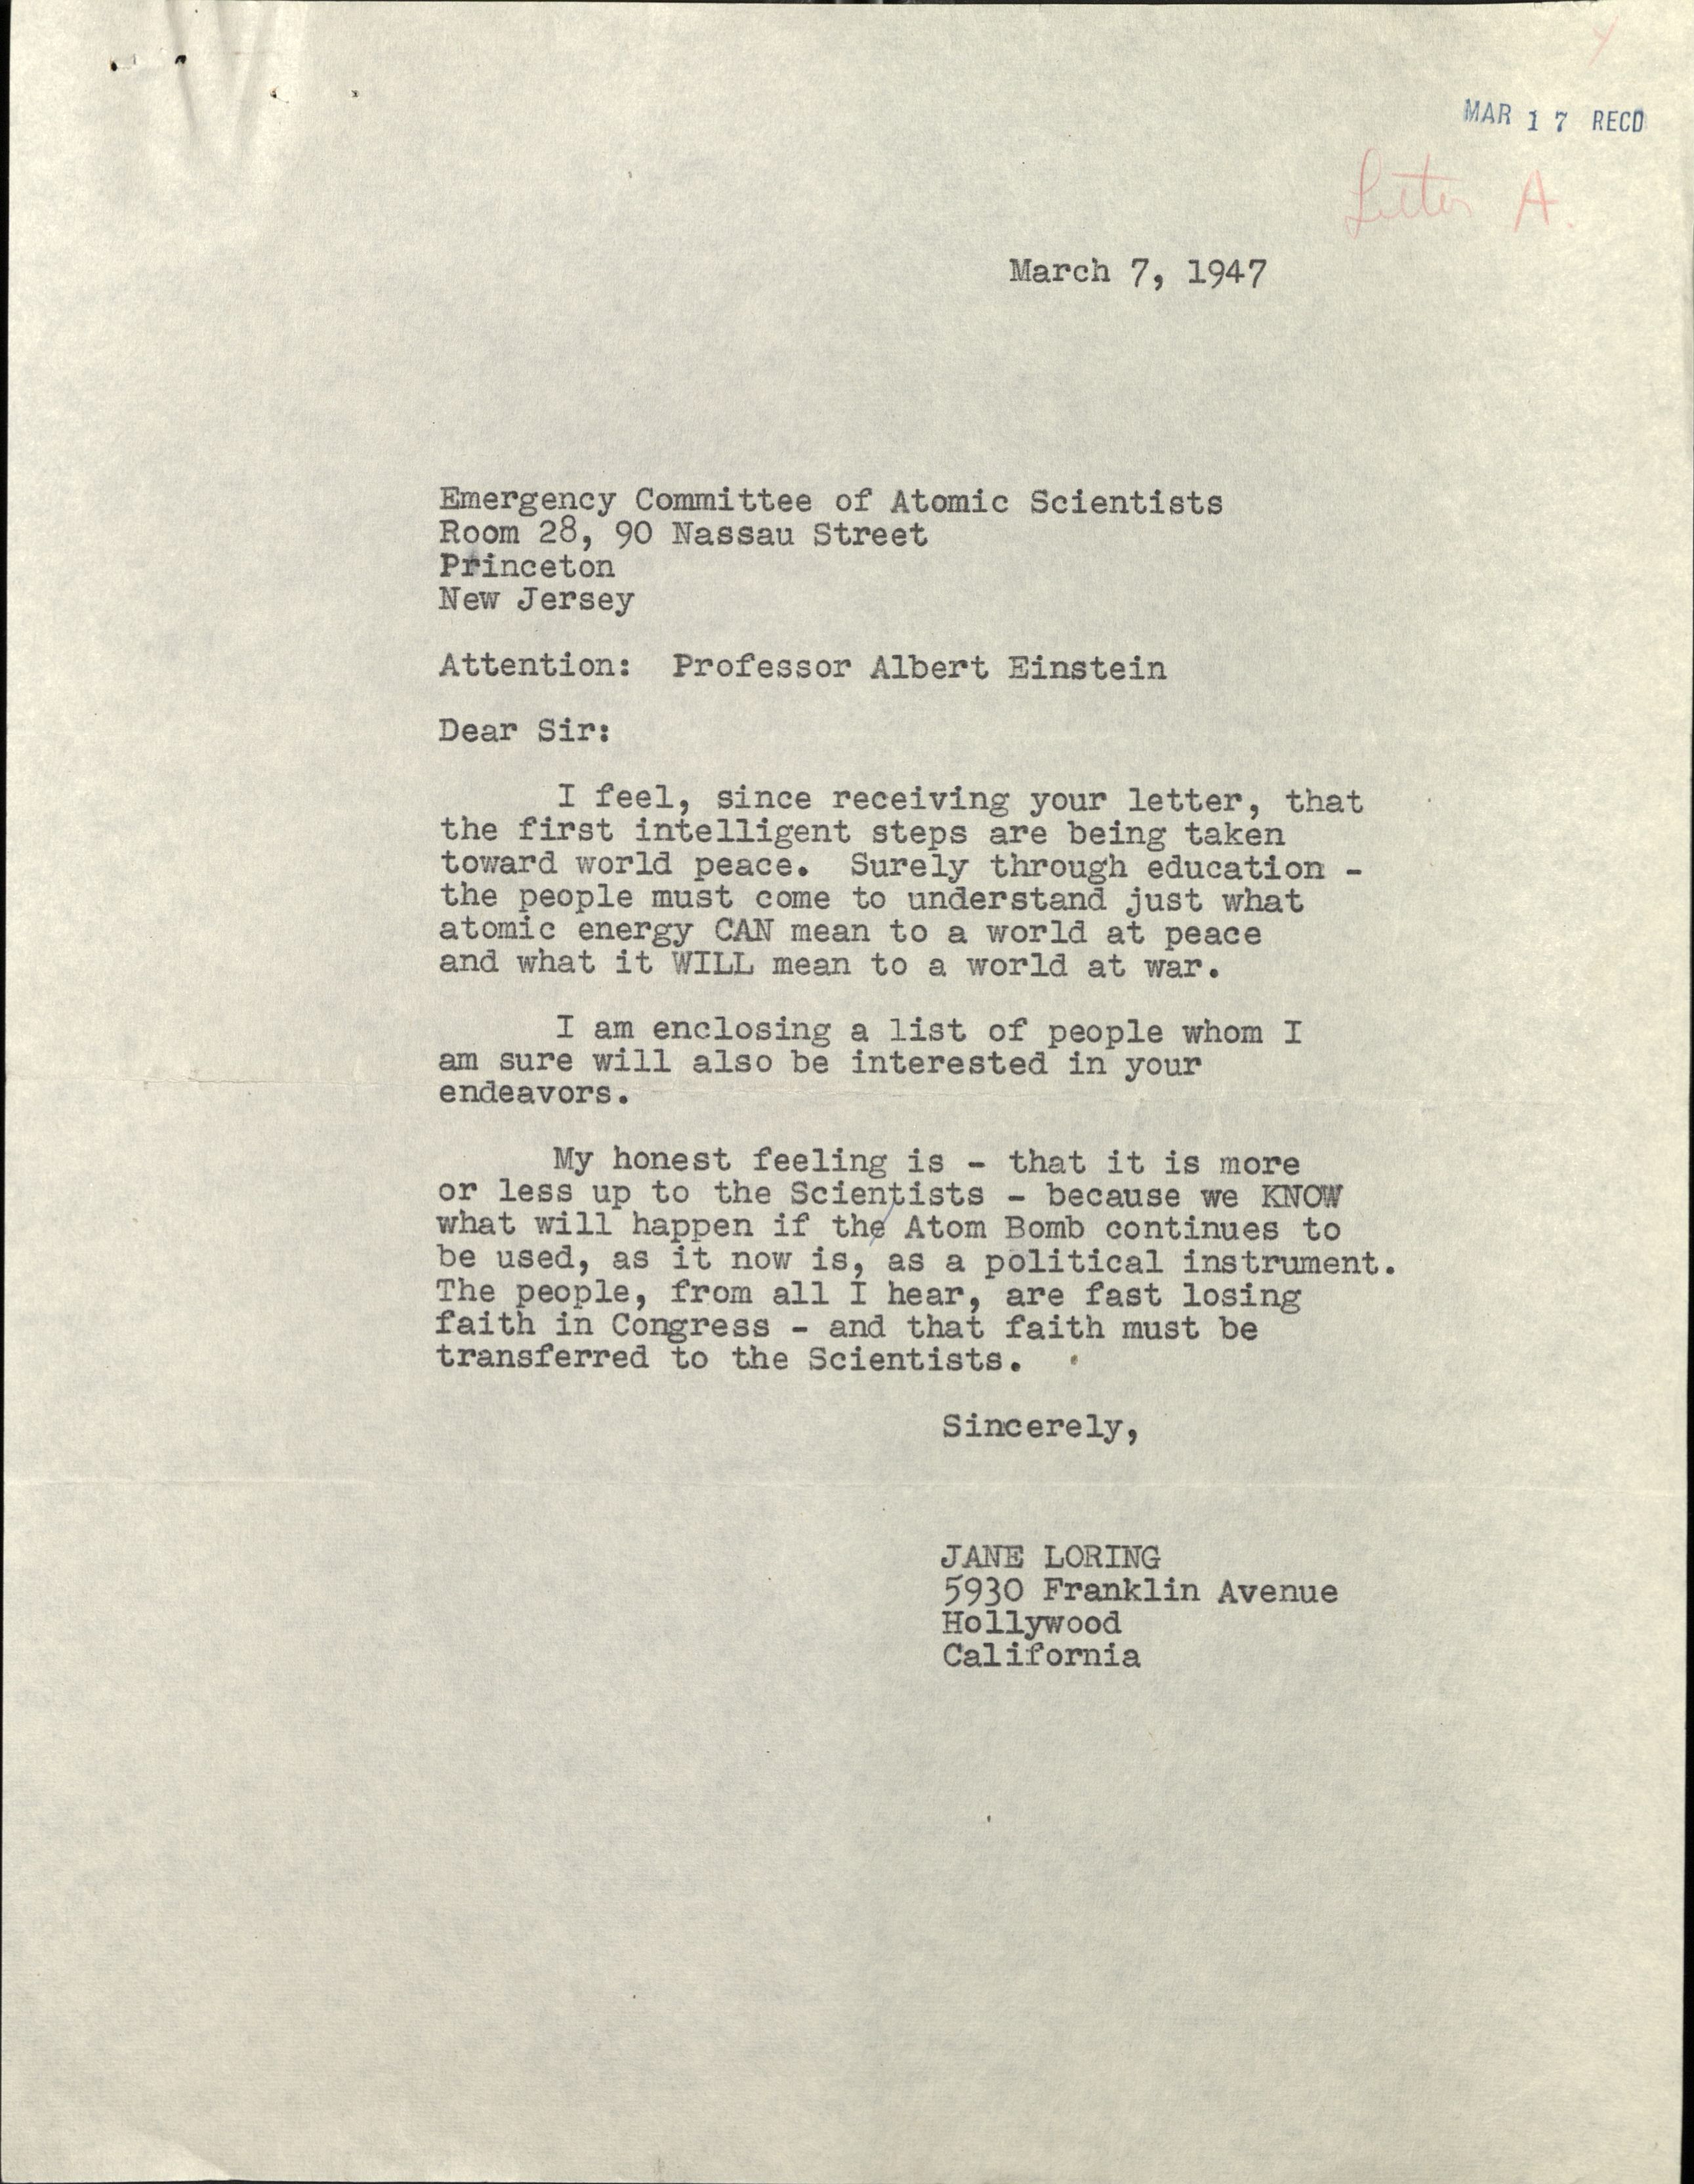 MAR 17 RECD
Letter A.
March 7, 1947
Emergency Committee of Atomic Scientists
Room 28, 90 Nassau Street
Princeton
New Jersey
Attention: Professor Albert Einstein
Dear Sir:
I feel, since receiving your letter, that
the first intelligent steps are being taken
toward world peace. Surely through education -
the people must come to understand just what
atomic energy CAN mean to a world at peace
and what it WILL mean to a world at war.
I am enclosing a list of people whom I
am sure will also be interested in your
endeavors.
My honest feeling is - that it is more
or less up to the Scientists - because we KNOW
what will happen if the Atom Bomb continues to
be used, as it now is, as a political instrument.
The people, from all I hear, are fast losing
faith in Congress - and that faith must be
transferred to the Scientists.
Sincerely,
JANE LORING
5930 Franklin Avenue
Hollywood
California